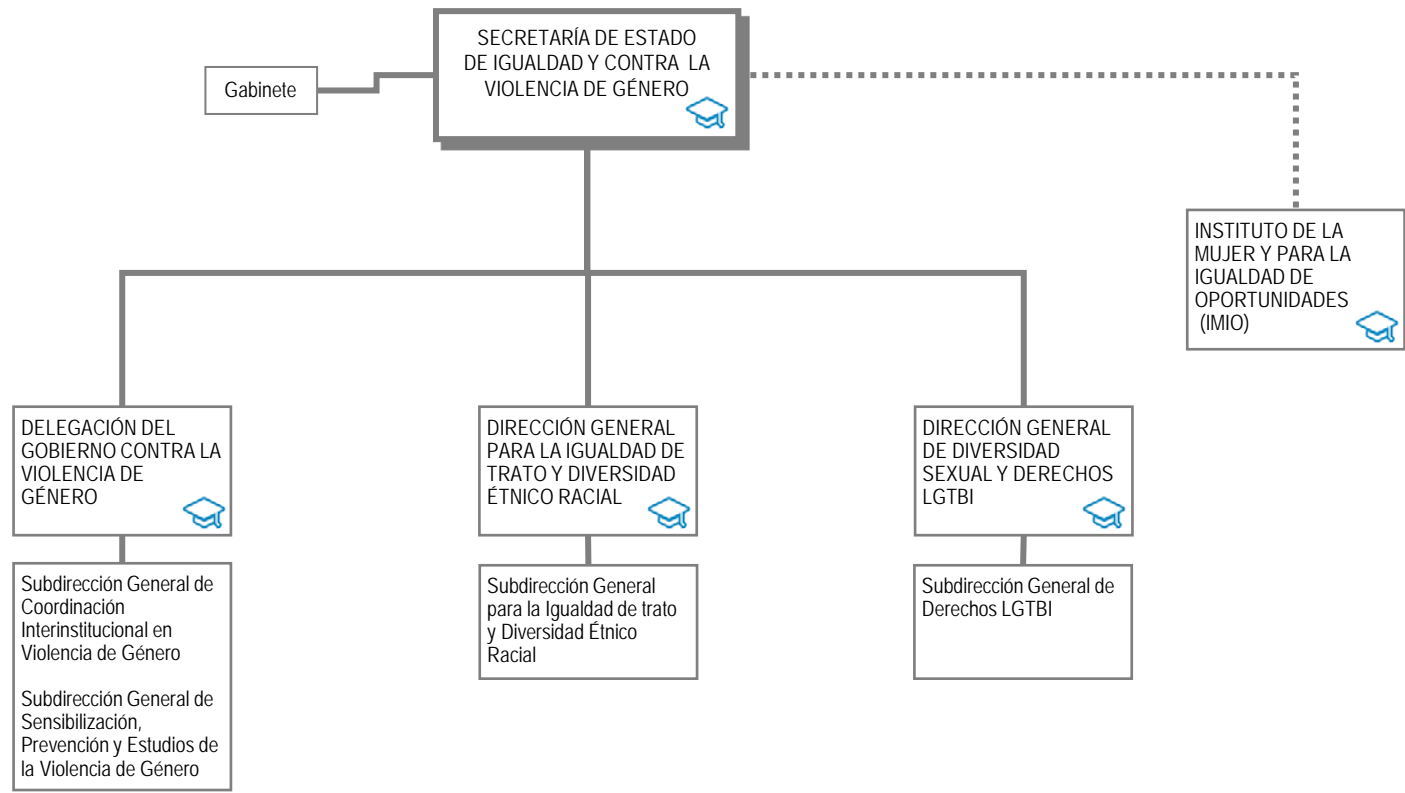 SECRETARÍA DE ESTADO
DE IGUALDAD Y CONTRA LA
VIOLENCIA DE GÉNERO
Gabinete
INSTITUTO DE LA
MUJER Y PARA LA
IGUALDAD DE
OPORTUNIDADES
(IMIO)
DELEGACIÓN DEL
GOBIERNO CONTRA LA
VIOLENCIA DE
GÉNERO
DIRECCIÓN GENERAL
PARA LA IGUALDAD DE
TRATO Y DIVERSIDAD
ÉTNICO RACIAL
DIRECCIÓN GENERAL
DE DIVERSIDAD
SEXUAL Y DERECHOS
LGTBI
Subdirección General de
Coordinación
Interinstitucional en
Violencia de Género
Subdirección General de
Sensibilización,
Prevención y Estudios de
la Violencia de Género
Subdirección General
para la Igualdad de trato
y Diversidad Étnico
Racial
Subdirección General de
Derechos LGTBI